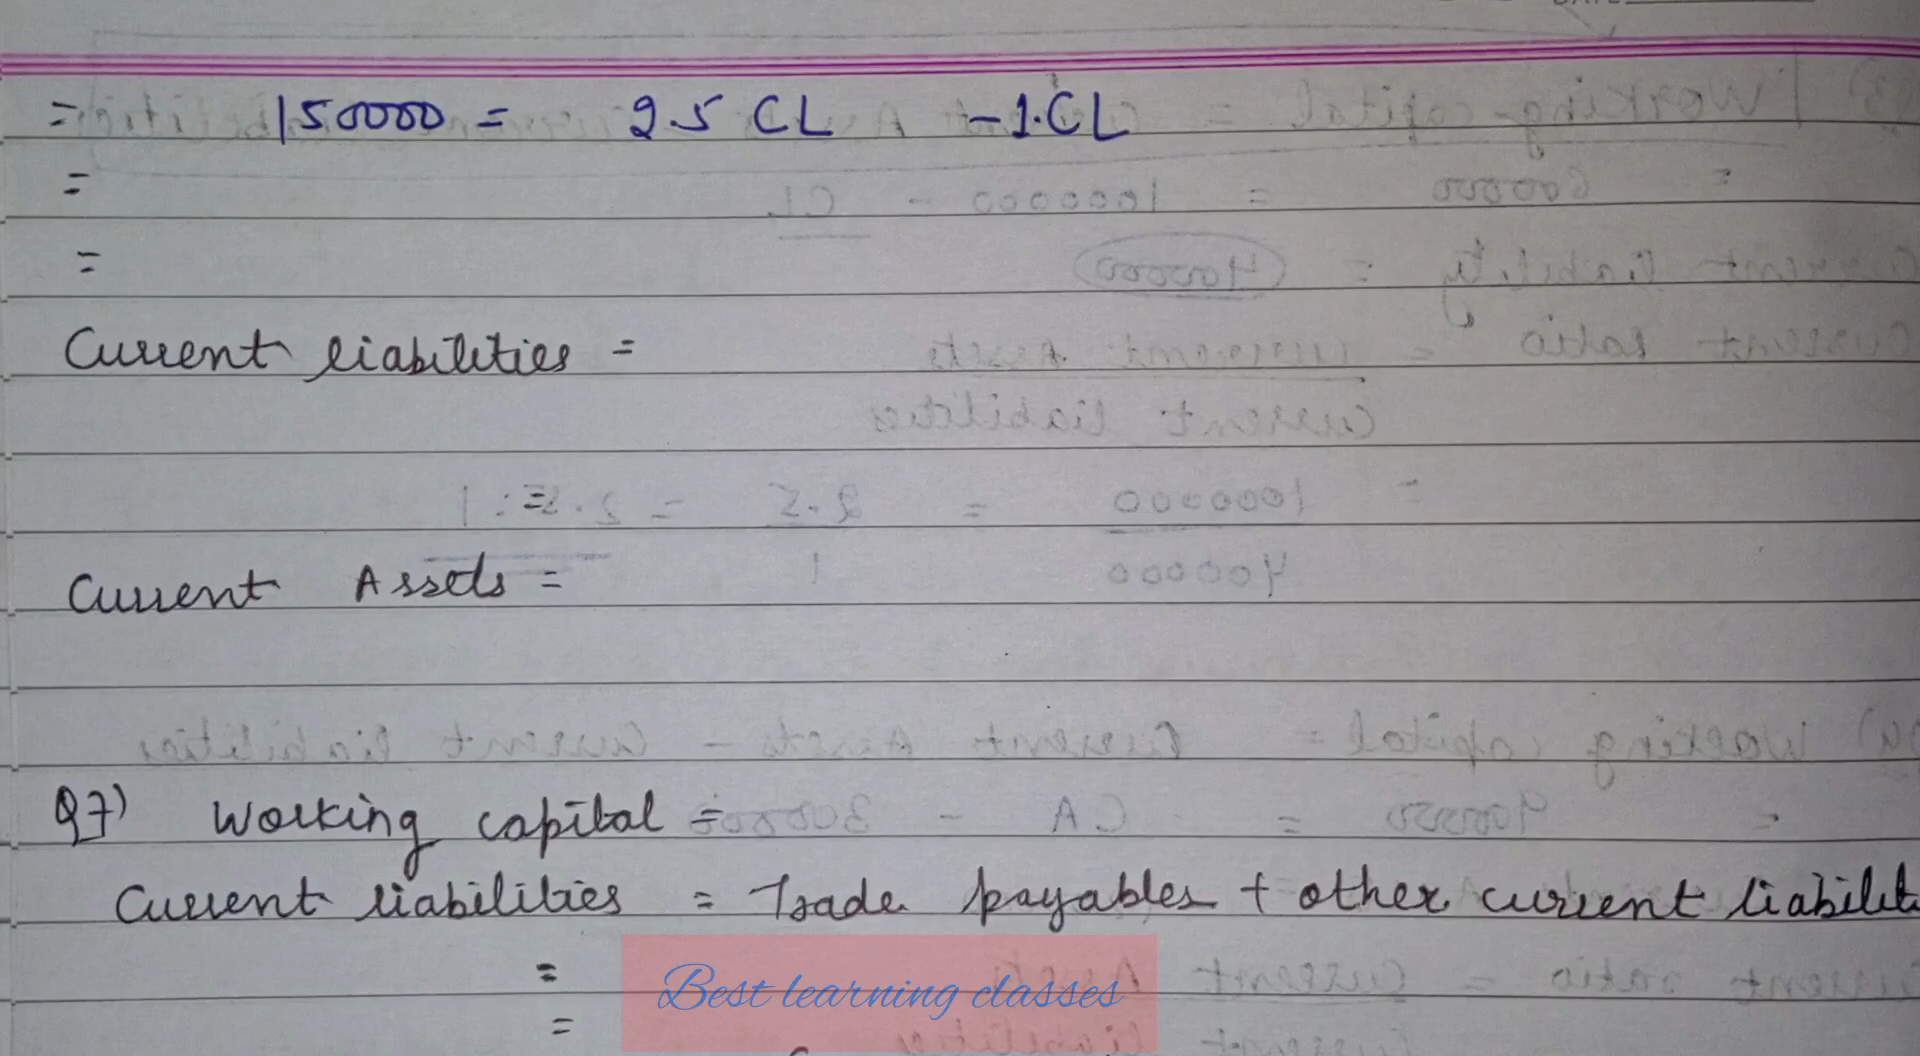 = 150000 = 2.5 CL -1.CL
=
=
Current liabilities =
Current Assets =
Q7) Working capital =
Current liabilities = Trade payables + other current liabilit
=
Best learning classes
=